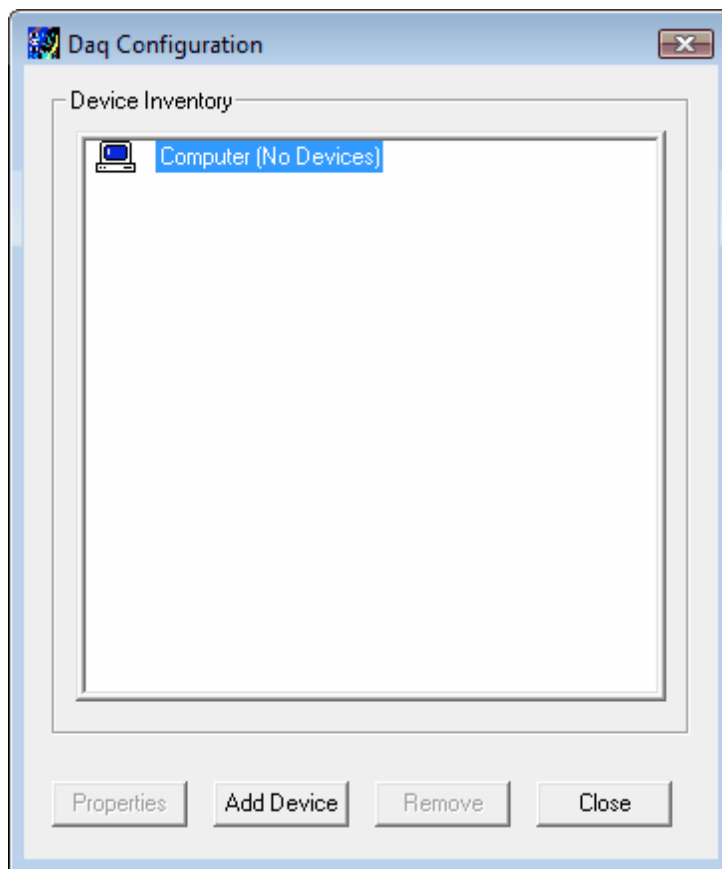 Daq Configuration
Device Inventory
Computer (No Devices)
Properties Add Device Remove Close